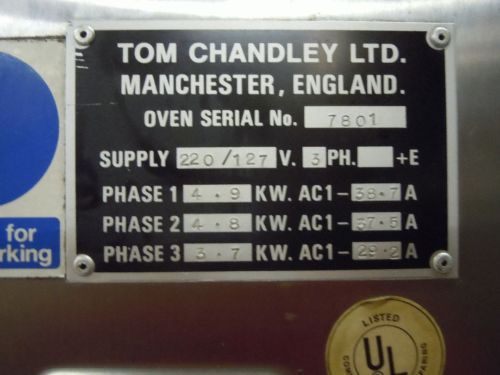 TOM CHANDLEY LTD.
MANCHESTER, ENGLAND.
OVEN SERIAL No. 7801
SUPPLY 220/127 V. 3 PH. +E
PHASE 1 4.9 KW. AC1- 38.7 A
PHASE 2 4.8 KW. AC1- 37.5 A
PHASE 3 3.7 KW. AC1- 29.2 A
for
rking
LISTED
UL